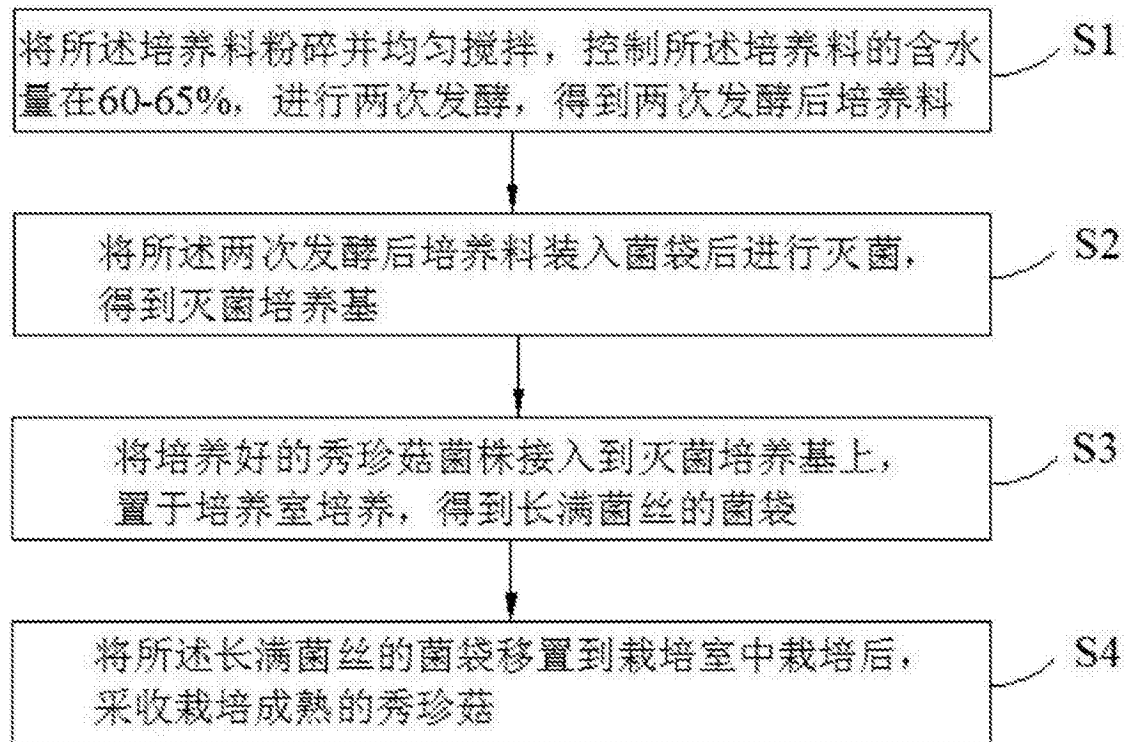 将所述培养料粉碎并均匀搅拌，控制所述培养料的含水
量在60-65%，进行两次发酵，得到两次发酵后培养料
S1
将所述两次发酵后培养料装入菌袋后进行灭菌，
得到灭菌培养基
S2
将培养好的秀珍菇菌株接入到灭菌培养基上，
置于培养室培养，得到长满菌丝的菌袋
S3
将所述长满菌丝的菌袋移置到栽培室中栽培后，
采收栽培成熟的秀珍菇
S4